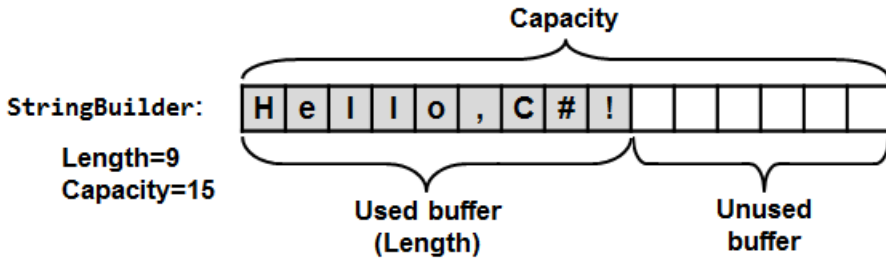 Capacity
StringBuilder: H e l l o , C # !
Length=9
Capacity=15
Used buffer
(Length)
Unused
buffer